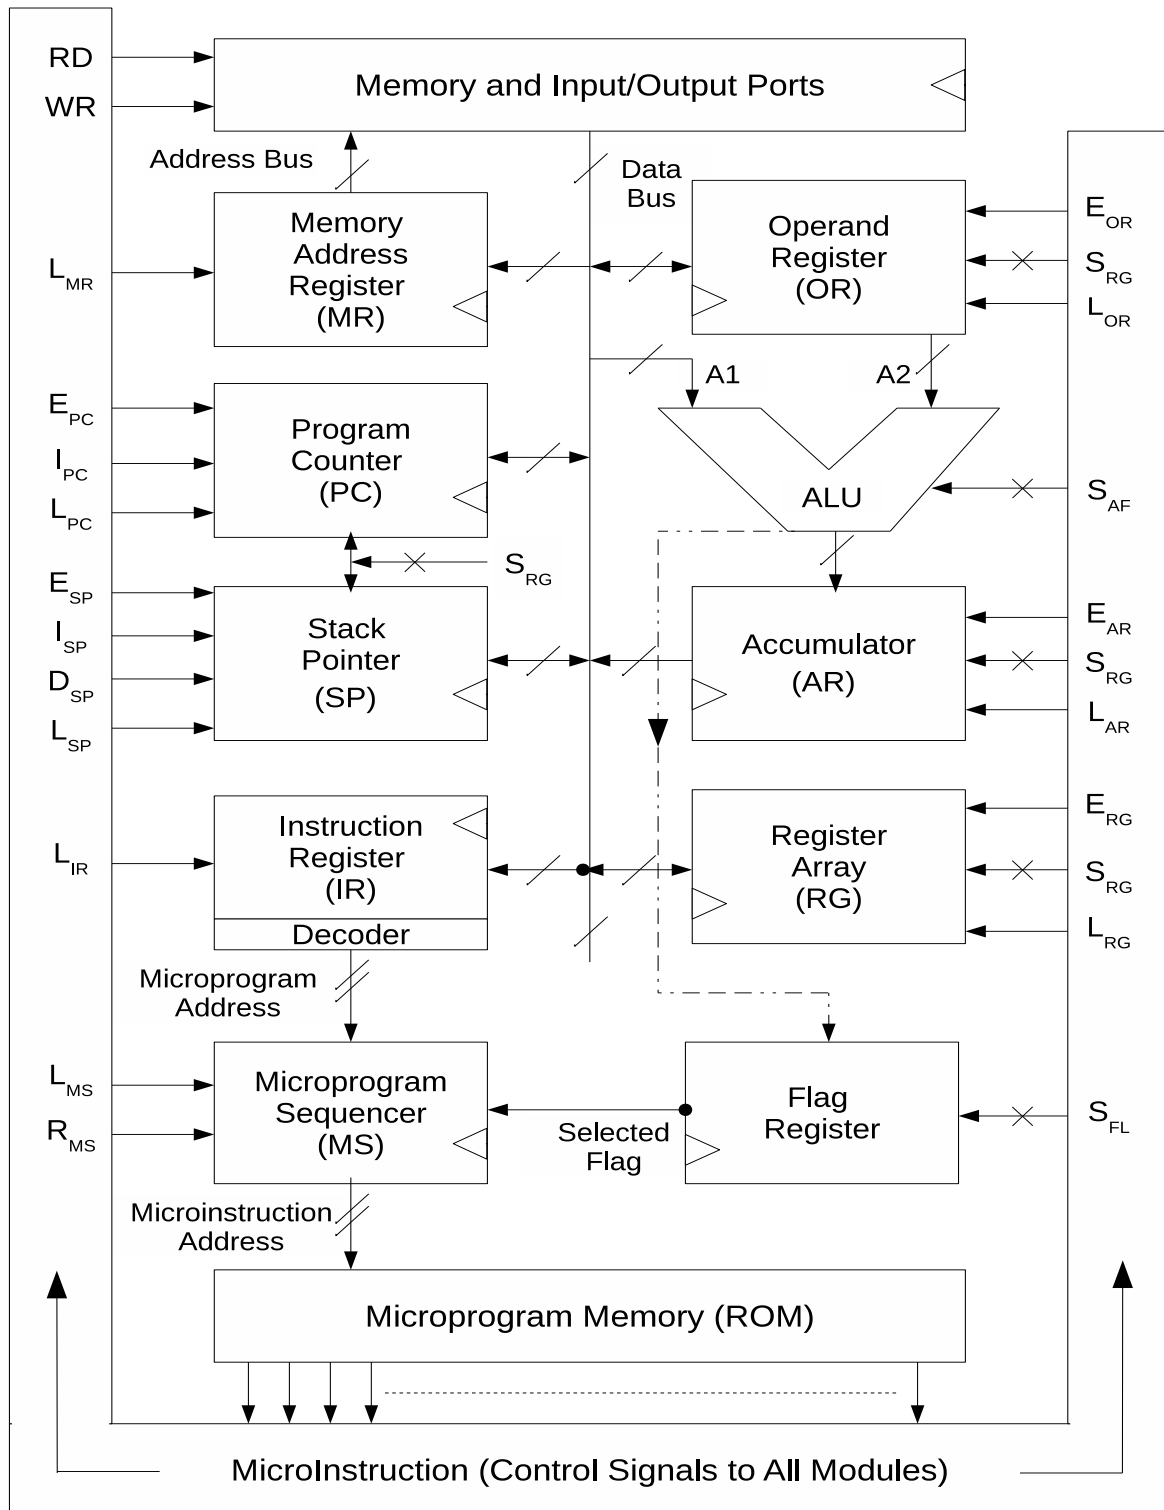 RD
WR
Memory and Input/Output Ports
Address Bus
Data
Bus
L_MR
Memory
Address
Register
(MR)
Operand
Register
(OR)
E_OR
S_RG
L_OR
A1
A2
E_PC
I_PC
L_PC
Program
Counter
(PC)
ALU
S_AF
S_RG
E_SP
I_SP
D_SP
L_SP
Stack
Pointer
(SP)
Accumulator
(AR)
E_AR
S_RG
L_AR
L_IR
Instruction
Register
(IR)
Decoder
Register
Array
(RG)
E_RG
S_RG
L_RG
Microprogram
Address
L_MS
R_MS
Microprogram
Sequencer
(MS)
Selected
Flag
Flag
Register
S_FL
Microinstruction
Address
Microprogram Memory (ROM)
MicroInstruction (Control Signals to All Modules)